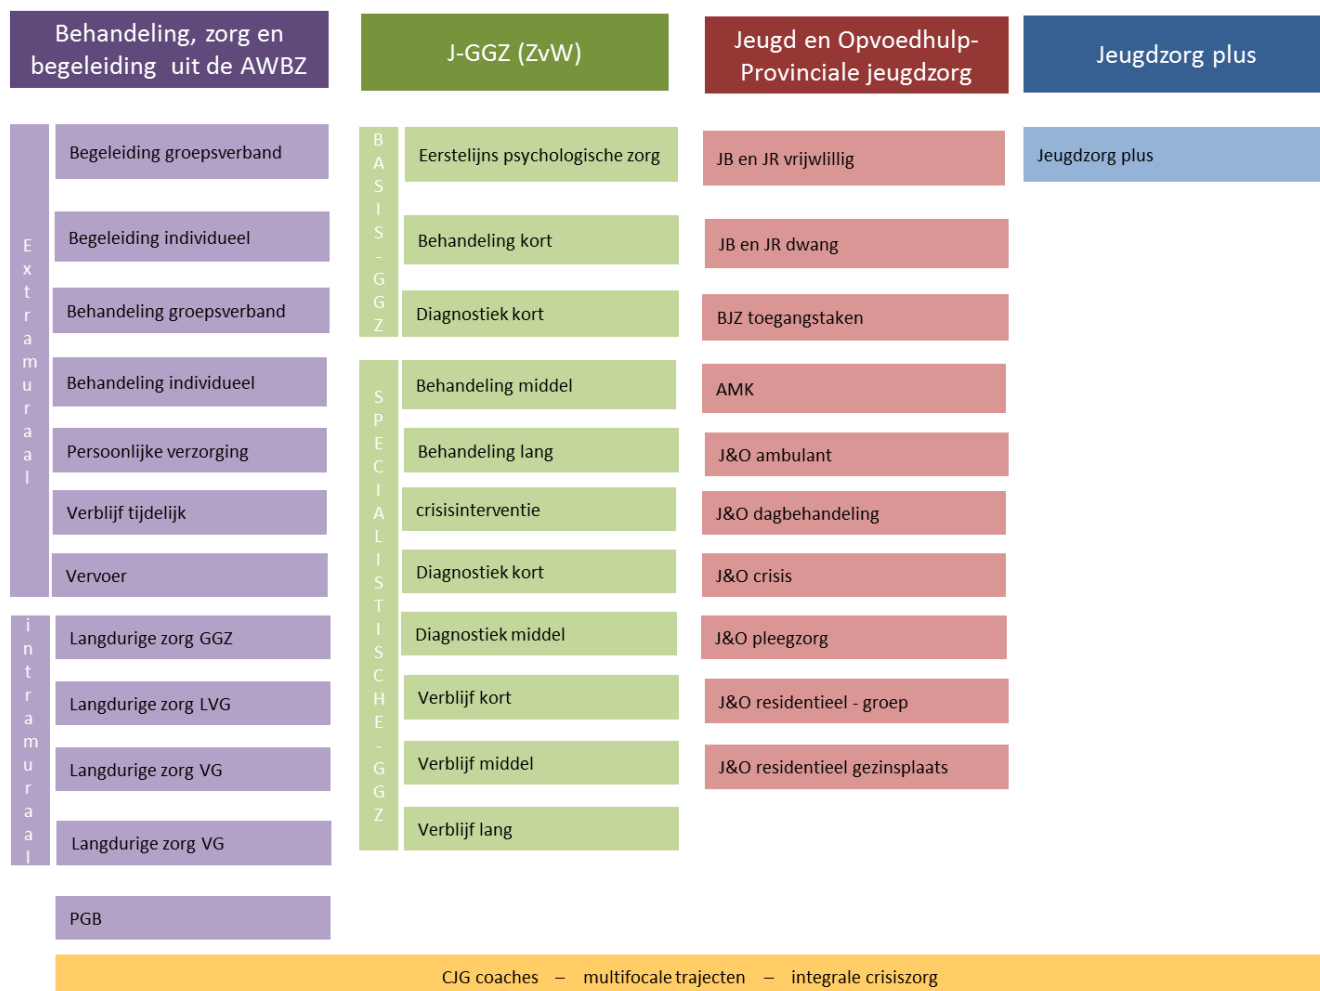 Behandeling, zorg en
begeleiding uit de AWBZ
J-GGZ (ZvW)
Jeugd en Opvoedhulp-
Provinciale jeugdzorg
Jeugdzorg plus
Extramuraal
Begeleiding groepsverband
Begeleiding individueel
Behandeling groepsverband
Behandeling individueel
Persoonlijke verzorging
Verblijf tijdelijk
Vervoer
intramuraal
Langdurige zorg GGZ
Langdurige zorg LVG
Langdurige zorg VG
Langdurige zorg VG
PGB
BASIS-GGZ
Eerstelijns psychologische zorg
Behandeling kort
Diagnostiek kort
SPECIALISTISCHE-GGZ
Behandeling middel
Behandeling lang
crisisinterventie
Diagnostiek kort
Diagnostiek middel
Verblijf kort
Verblijf middel
Verblijf lang
JB en JR vrijwlillig
JB en JR dwang
BJZ toegangstaken
AMK
J&O ambulant
J&O dagbehandeling
J&O crisis
J&O pleegzorg
J&O residentieel - groep
J&O residentieel gezinsplaats
Jeugdzorg plus
CJG coaches – multifocale trajecten – integrale crisiszorg